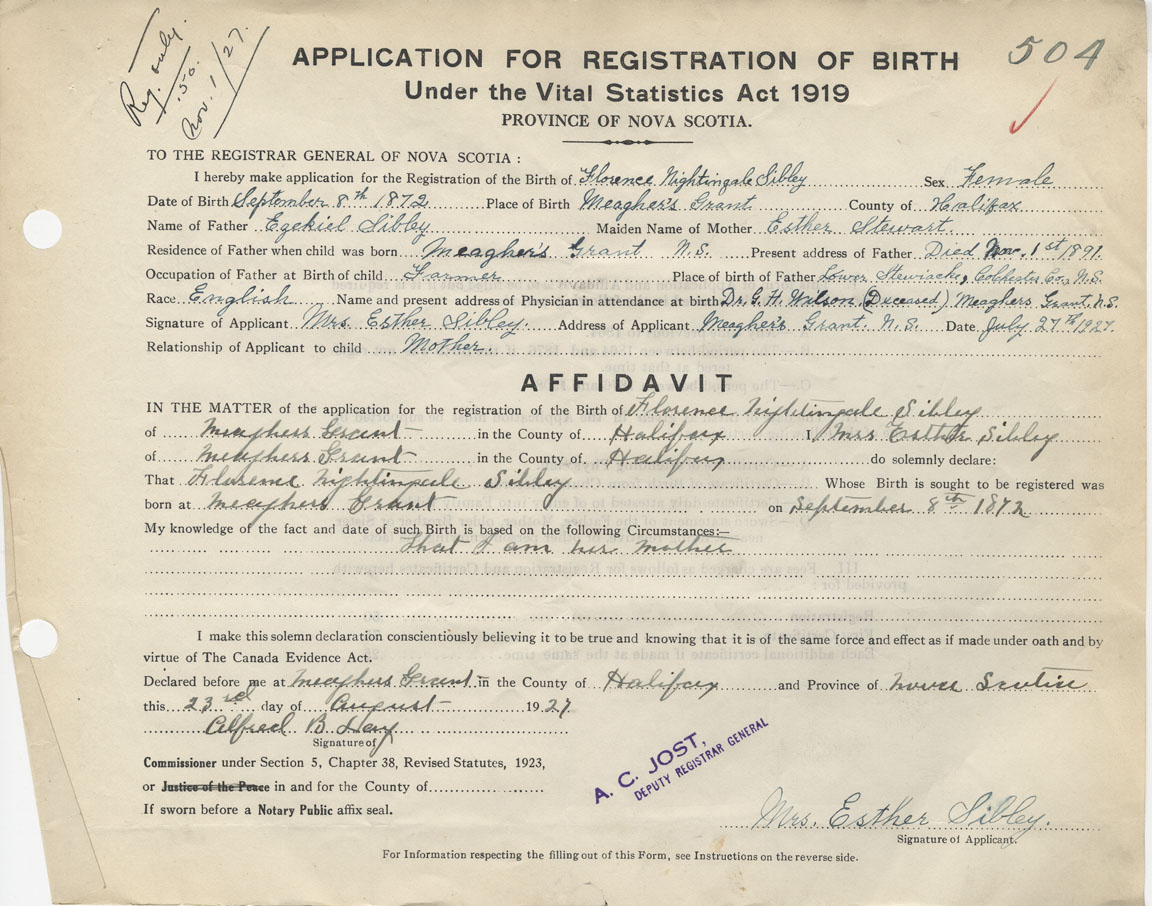 Reg. only.
.50.
Nov. 1/27.
504
APPLICATION FOR REGISTRATION OF BIRTH
Under the Vital Statistics Act 1919
PROVINCE OF NOVA SCOTIA.
TO THE REGISTRAR GENERAL OF NOVA SCOTIA :
I hereby make application for the Registration of the Birth of Florence Nightingale Sibley Sex Female
Date of Birth September 8th 1872 Place of Birth Meagher's Grant County of Halifax
Name of Father Ezekiel Sibley Maiden Name of Mother Esther Stewart.
Residence of Father when child was born Meagher's Grant N.S. Present address of Father Died Nov. 1st 1891.
Occupation of Father at Birth of child Farmer Place of birth of Father Lower Stewiacke, Colchester Co., N.S.
Race English Name and present address of Physician in attendance at birth Dr. G. H. Wilson (Deceased) Meaghers Grant. N.S.
Signature of Applicant Mrs. Esther Sibley. Address of Applicant Meagher's Grant. N.S. Date July 27th 1927.
Relationship of Applicant to child Mother.
AFFIDAVIT
IN THE MATTER of the application for the registration of the Birth of Florence Nightingale Sibley
of Meaghers Grant in the County of Halifax I, Mrs Esther Sibley
of Meaghers Grant in the County of Halifax do solemnly declare:
That Florence Nightingale Sibley Whose Birth is sought to be registered was
born at Meaghers Grant on September 8th 1872
My knowledge of the fact and date of such Birth is based on the following Circumstances:—
That I am her mother
I make this solemn declaration conscientiously believing it to be true and knowing that it is of the same force and effect as if made under oath and by
virtue of The Canada Evidence Act.
Declared before me at Meaghers Grant in the County of Halifax and Province of Nova Scotia
this 23rd day of August 1927
Alfred B. Hay
Signature of
Commissioner under Section 5, Chapter 38, Revised Statutes, 1923,
or Justice of the Peace in and for the County of
If sworn before a Notary Public affix seal.
A. C. JOST,
DEPUTY REGISTRAR GENERAL
Mrs. Esther Sibley.
Signature of Applicant.
For Information respecting the filling out of this Form, see Instructions on the reverse side.